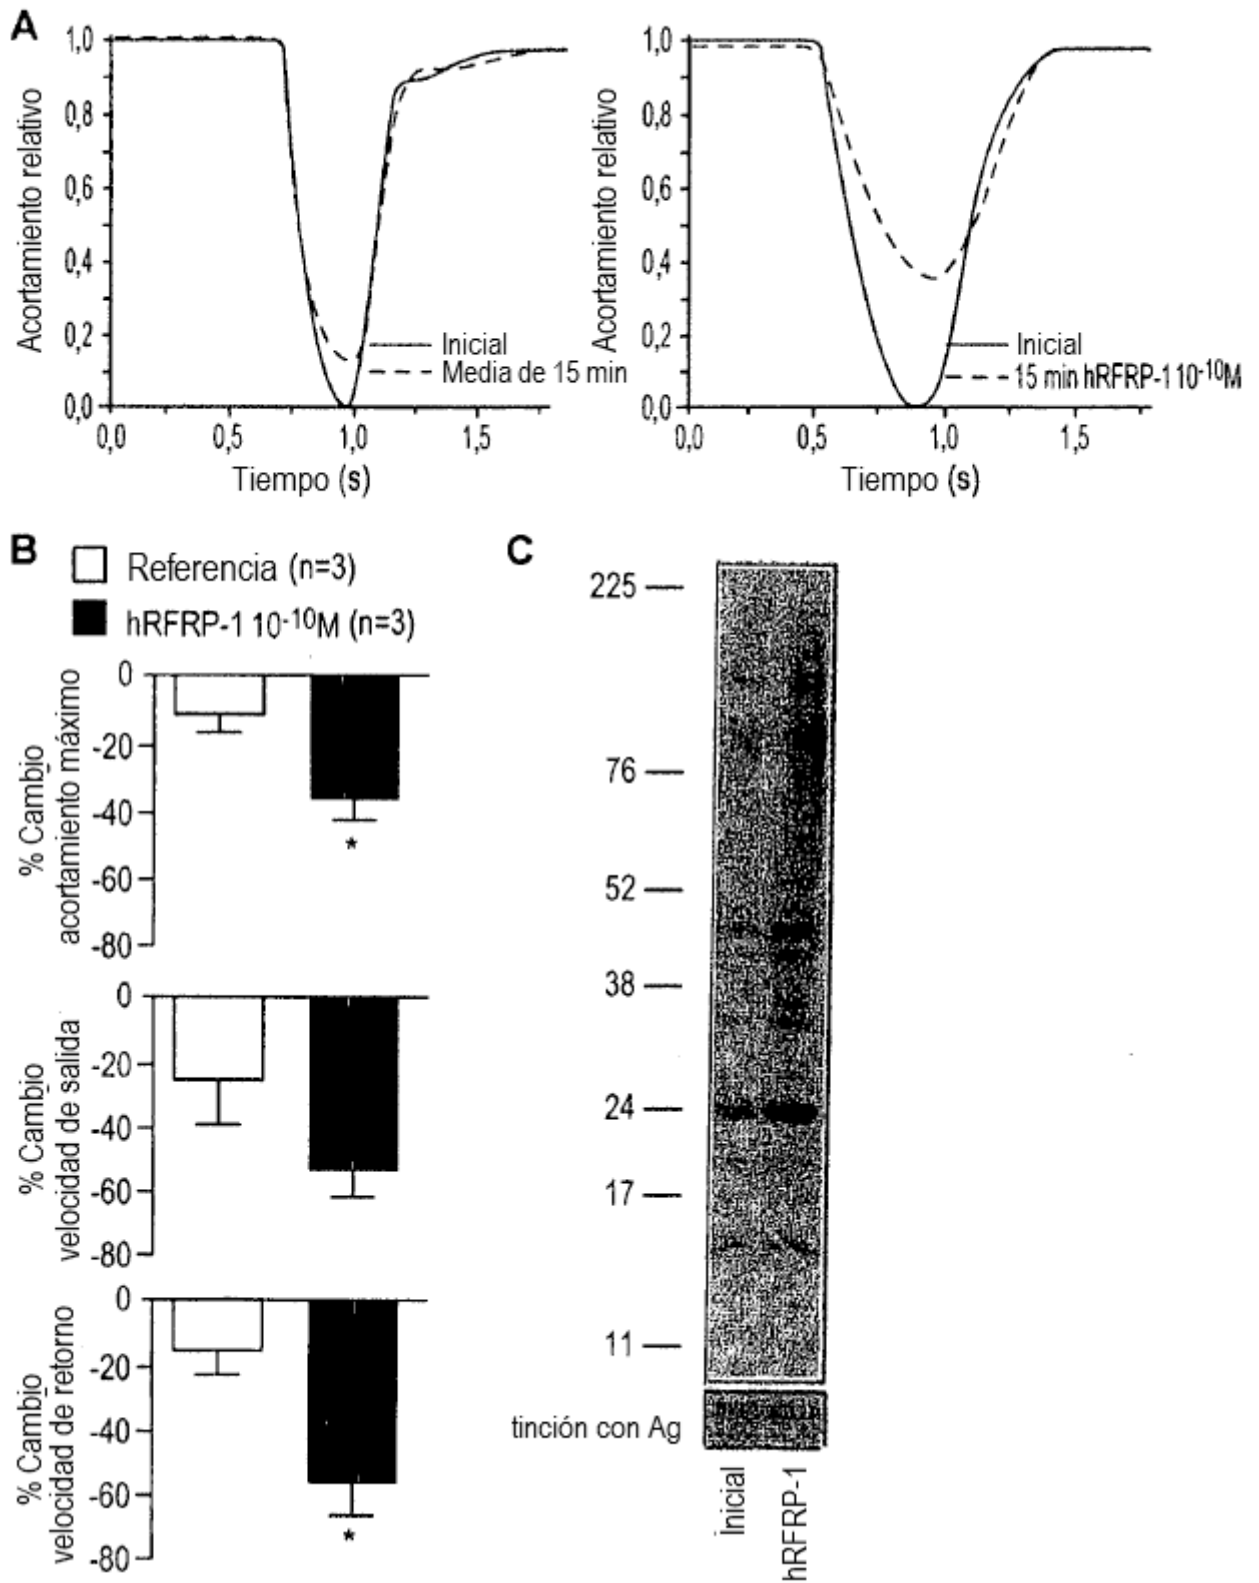 A
Acortamiento relativo
1,0
0,8
0,6
0,4
0,2
0,0
0,0 0,5 1,0 1,5
Tiempo (s)
Inicial
Media de 15 min
Acortamiento relativo
1,0
0,8
0,6
0,4
0,2
0,0
0,0 0,5 1,0 1,5
Tiempo (s)
Inicial
15 min hRFRP-1 10⁻¹⁰M
B
Referencia (n=3)
hRFRP-1 10⁻¹⁰M (n=3)
% Cambio
acortamiento máximo
0
-20
-40
-60
-80
*
% Cambio
velocidad de salida
0
-20
-40
-60
-80
% Cambio
velocidad de retorno
0
-20
-40
-60
-80
*
C
225
76
52
38
24
17
11
tinción con Ag
Inicial
hRFRP-1